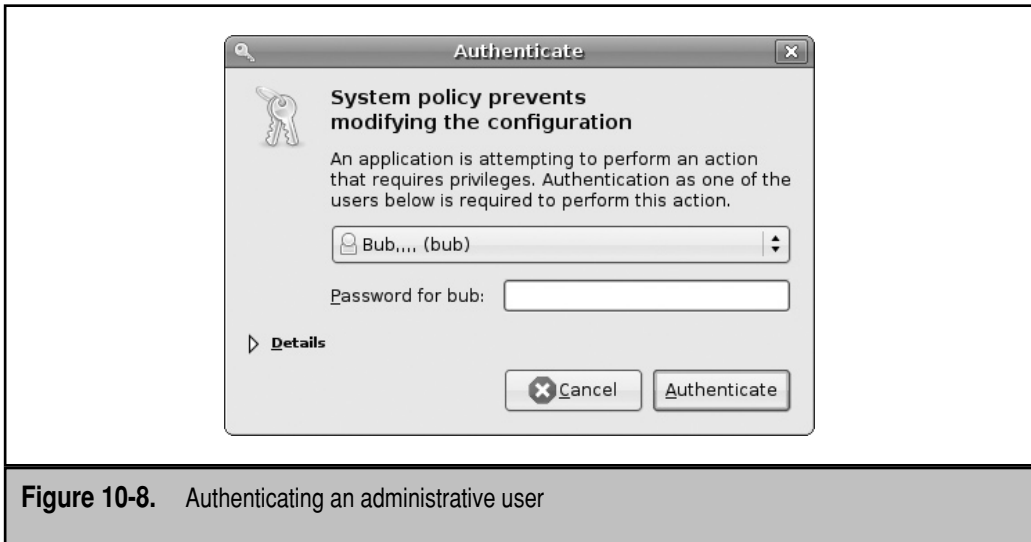 Authenticate
System policy prevents
modifying the configuration
An application is attempting to perform an action
that requires privileges. Authentication as one of the
users below is required to perform this action.
Bub,,,, (bub)
Password for bub:
Details
Cancel
Authenticate
Figure 10-8. Authenticating an administrative user